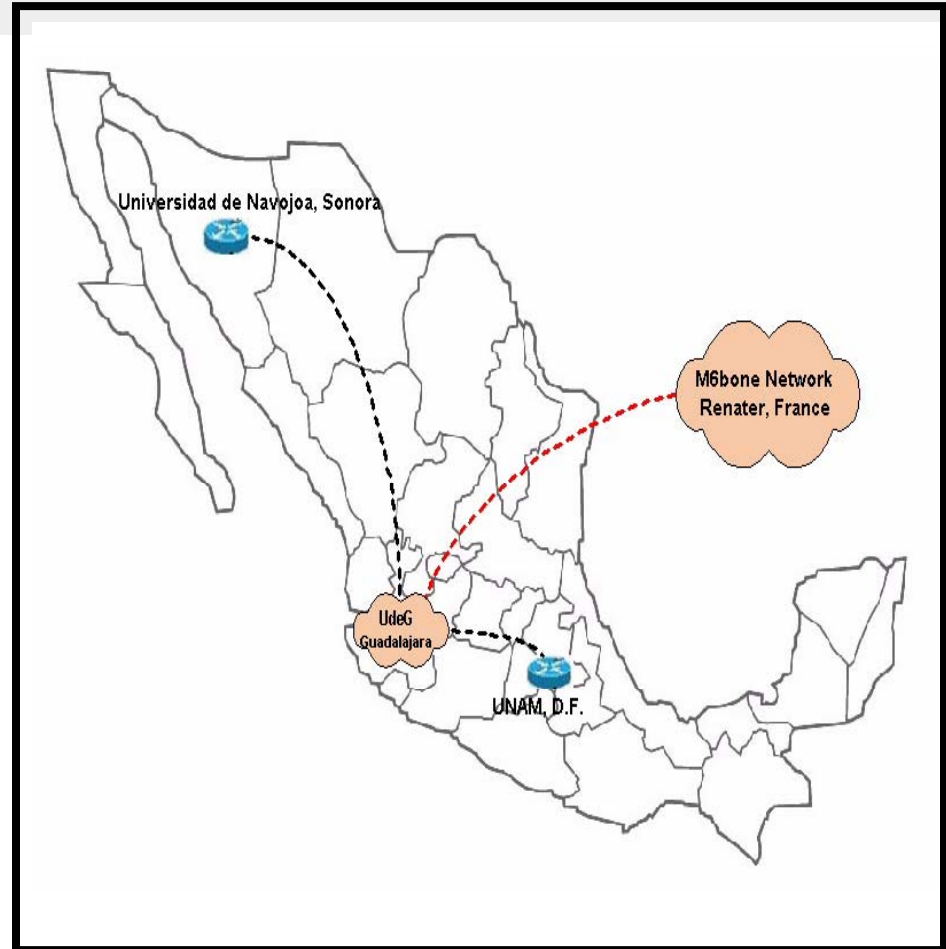 Universidad de Navojoa, Sonora
M6bone Network
Renater, France
UdeG
Guadalajara
UNAM, D.F.